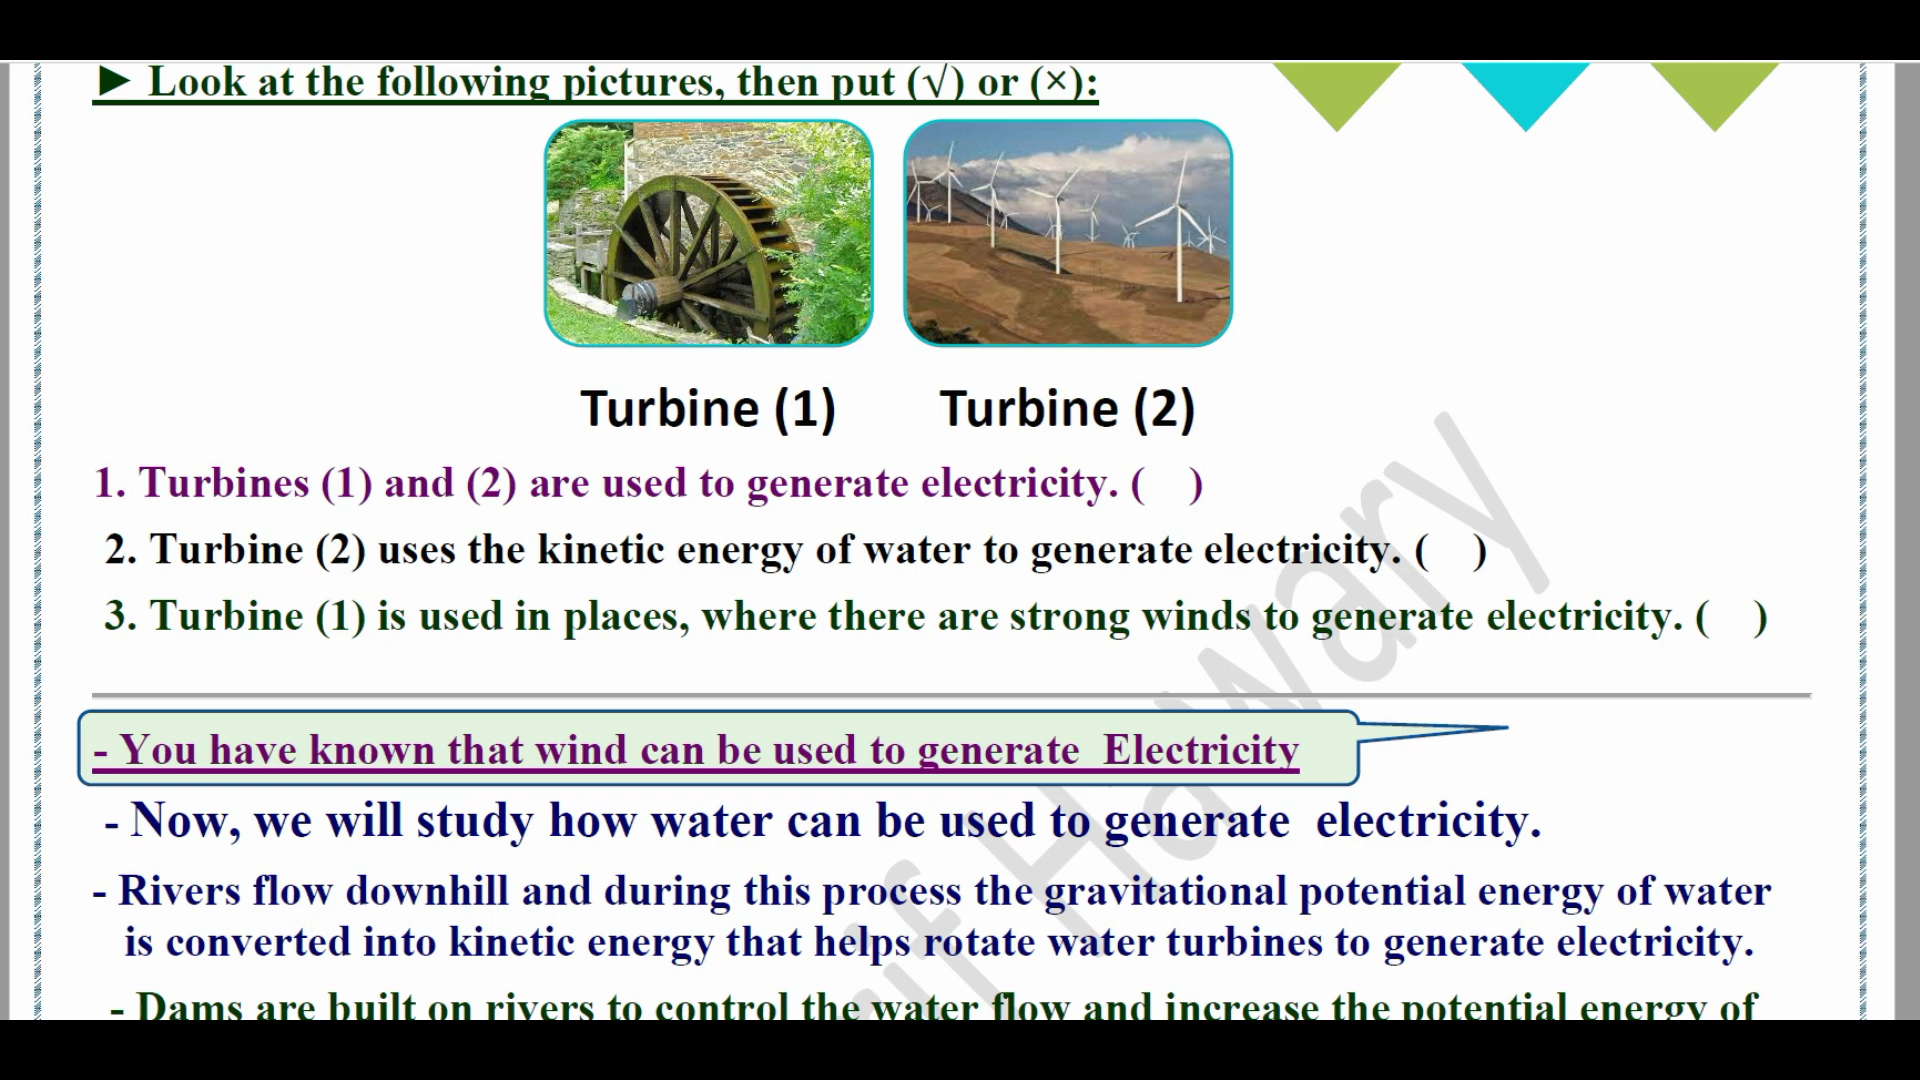 ► Look at the following pictures, then put (√) or (×):
Turbine (1) Turbine (2)
1. Turbines (1) and (2) are used to generate electricity. ( )
2. Turbine (2) uses the kinetic energy of water to generate electricity. ( )
3. Turbine (1) is used in places, where there are strong winds to generate electricity. ( )
- You have known that wind can be used to generate Electricity
- Now, we will study how water can be used to generate electricity.
- Rivers flow downhill and during this process the gravitational potential energy of water
is converted into kinetic energy that helps rotate water turbines to generate electricity.
- Dams are built on rivers to control the water flow and increase the potential energy of
Hawary